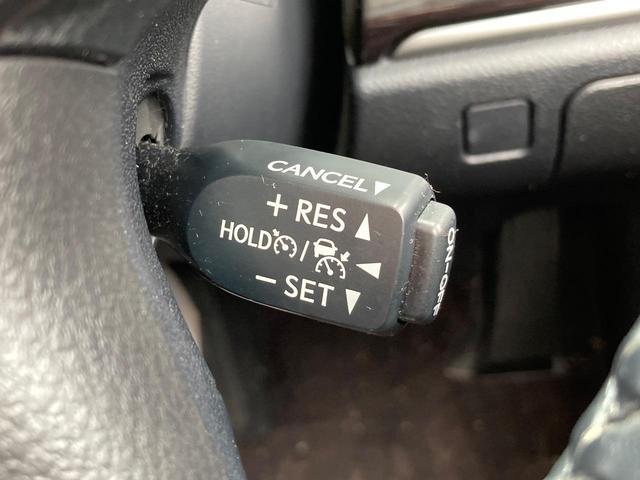 CANCEL▼
+ RES ▲
HOLD / ◀
− SET ▼
ON-OFF